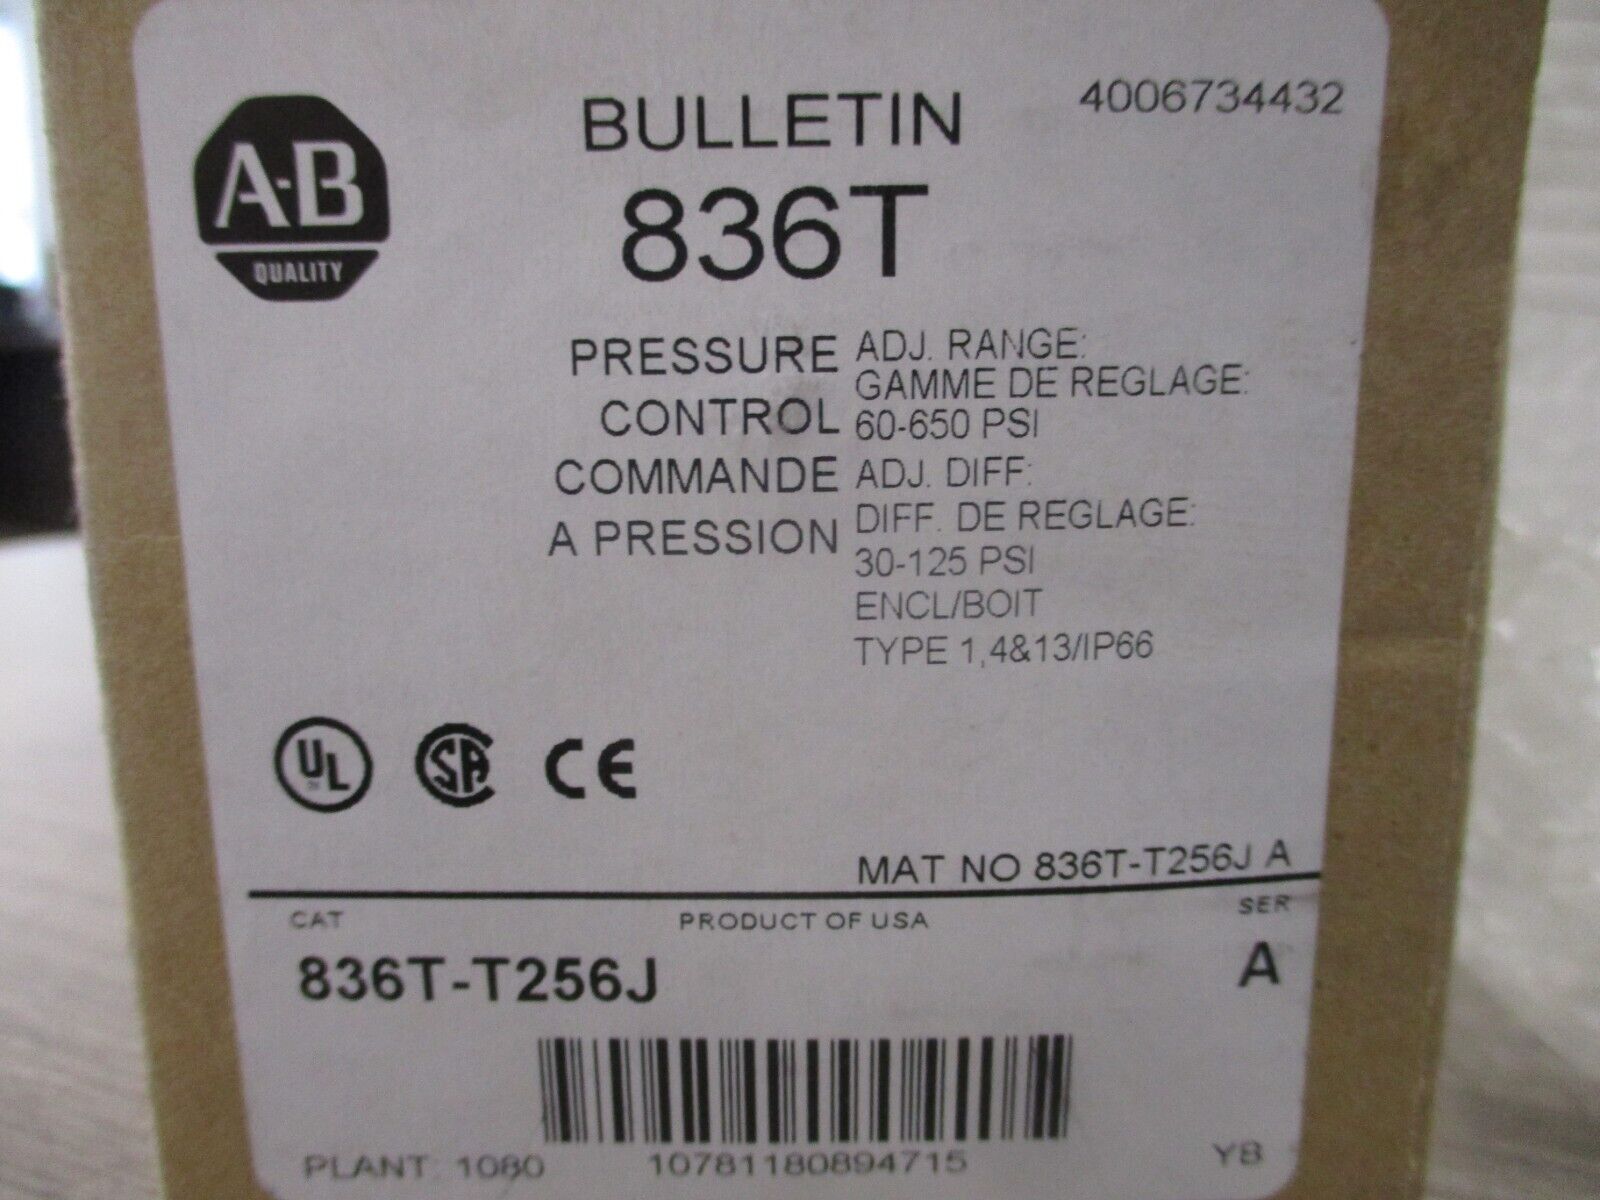 A-B
QUALITY
BULLETIN
836T
4006734432
PRESSURE
CONTROL
COMMANDE
A PRESSION
ADJ. RANGE:
GAMME DE REGLAGE:
60-650 PSI
ADJ. DIFF:
DIFF. DE REGLAGE:
30-125 PSI
ENCL/BOIT
TYPE 1,4&13/IP66
UL
SA
CE
MAT NO 836T-T256J A
CAT
PRODUCT OF USA
SER
836T-T256J
A
PLANT: 1080
10781180894715
YB